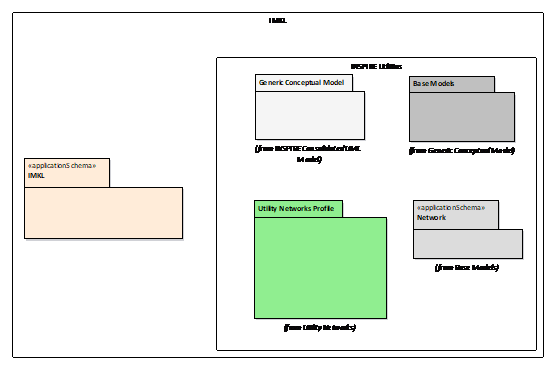 IMKL
INSPIRE Utilities
Generic Conceptual Model
(from INSPIRE Consolidated UML
Model)
Base Models
(from Generic Conceptual Model)
«applicationSchema»
IMKL
Utility Networks Profile
(from Utility Networks)
«applicationSchema»
Network
(from Base Models)